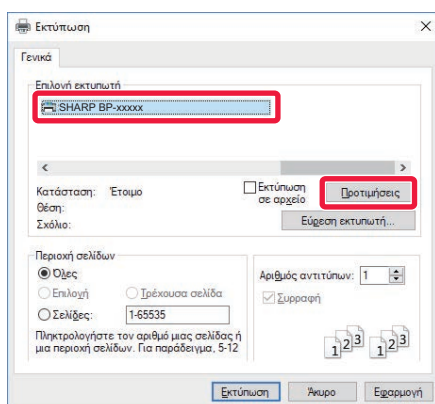 Εκτύπωση
Γενικά
Επιλογή εκτυπωτή
SHARP BP-xxxxx
Κατάσταση: Έτοιμο
Θέση:
Σχόλιο:
Εκτύπωση σε αρχείο
Προτιμήσεις
Εύρεση εκτυπωτή...
Περιοχή σελίδων
Όλες
Επιλογή
Τρέχουσα σελίδα
Σελίδες: 1-65535
Πληκτρολογήστε τον αριθμό μιας σελίδας ή
μια περιοχή σελίδων. Για παράδειγμα, 5-12
Αριθμός αντιτύπων: 1
Συρραφή
1 2 3 1 2 3
Εκτύπωση Άκυρο Εφαρμογή